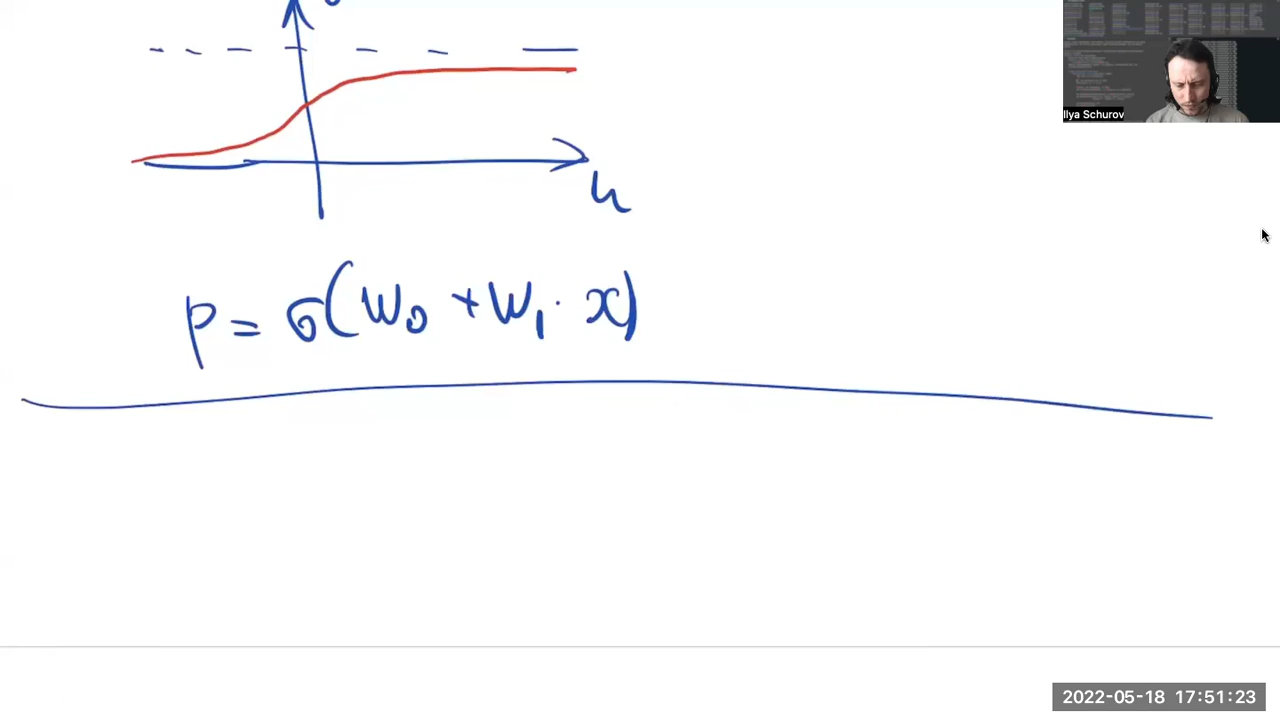 Ilya Schurov
u
p = σ(w₀ + w₁ · x)
2022-05-18 17:51:23